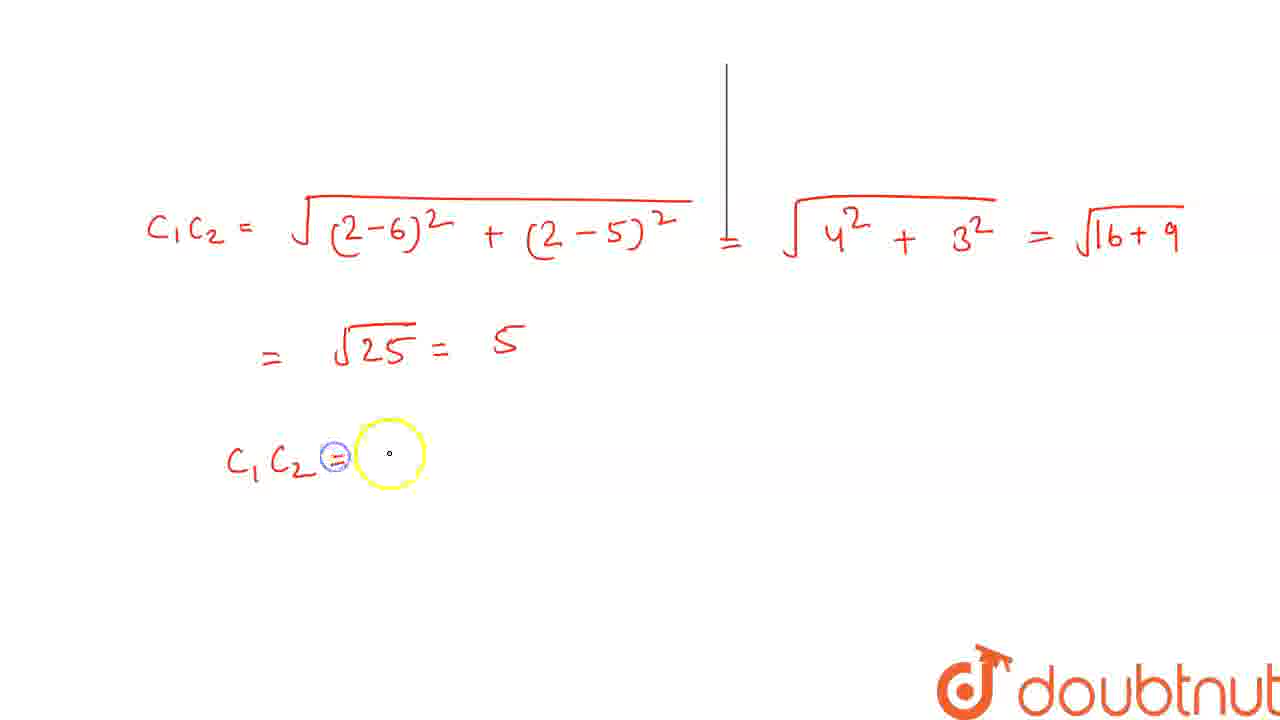 C₁C₂ = √((2-6)² + (2-5)²) = √(4² + 3²) = √(16+9)
= √25 = 5
C₁C₂ =
doubtnut